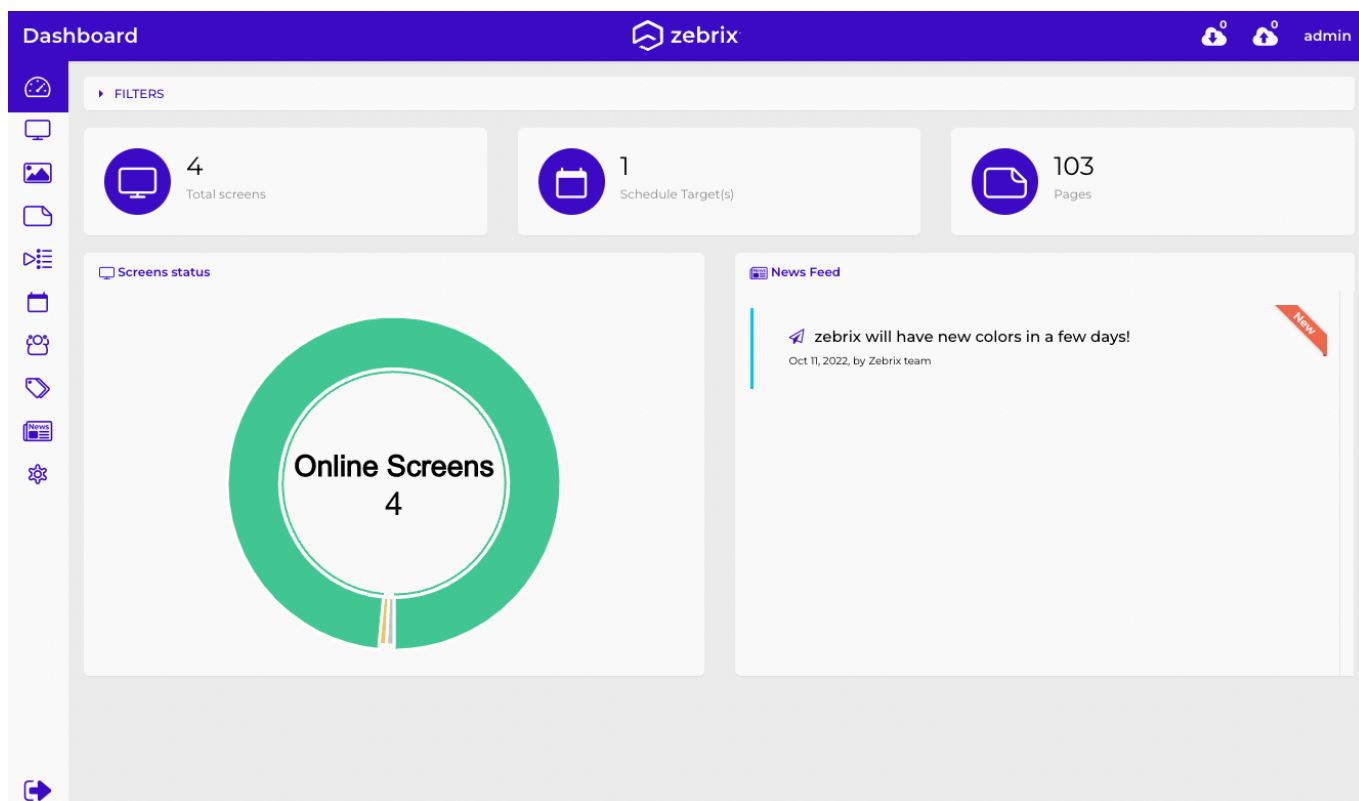 Dashboard
zebrix
0
0
admin
FILTERS
4
Total screens
1
Schedule Target(s)
103
Pages
Screens status
Online Screens
4
News
News Feed
zebrix will have new colors in a few days!
Oct 11, 2022, by Zebrix team
New
News